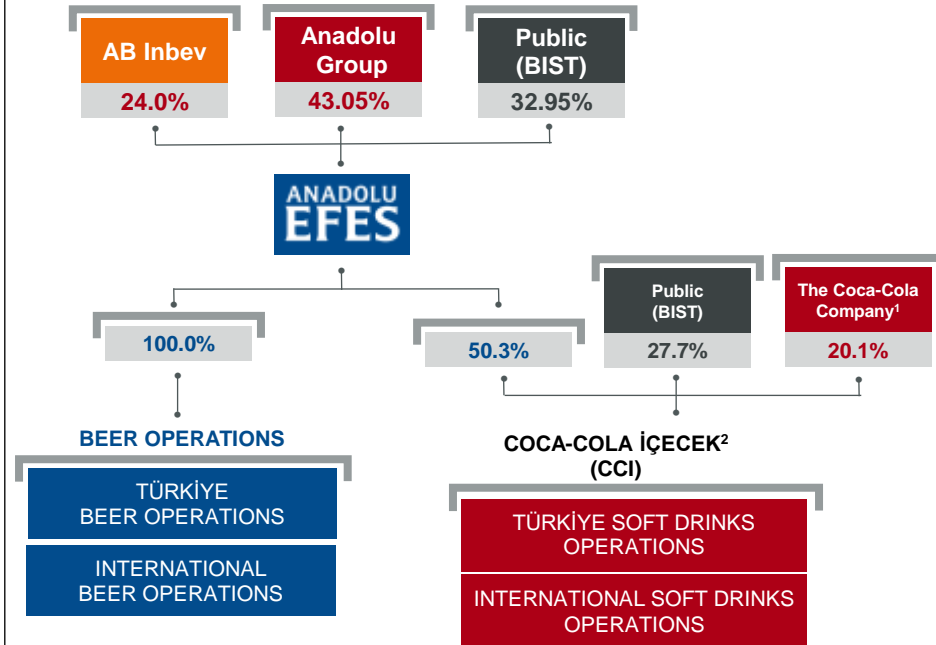 AB Inbev
24.0%
Anadolu
Group
43.05%
Public
(BIST)
32.95%
ANADOLU
EFES
100.0%
50.3%
Public
(BIST)
27.7%
The Coca-Cola
Company¹
20.1%
BEER OPERATIONS
TÜRKİYE
BEER OPERATIONS
INTERNATIONAL
BEER OPERATIONS
COCA-COLA İÇECEK²
(CCI)
TÜRKİYE SOFT DRINKS
OPERATIONS
INTERNATIONAL SOFT DRINKS
OPERATIONS